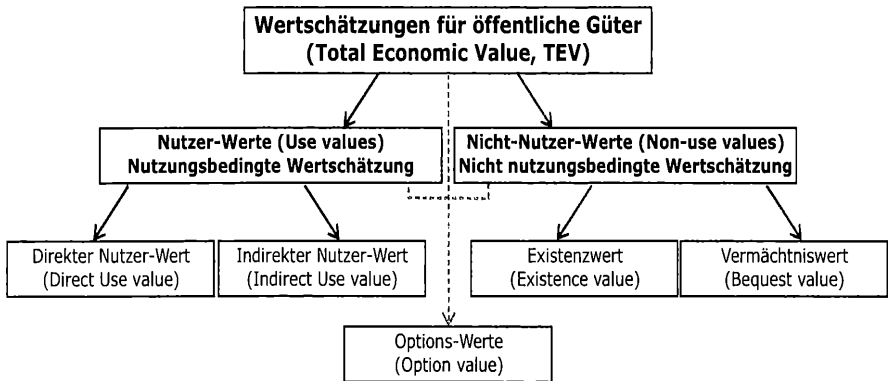 Wertschätzungen für öffentliche Güter
(Total Economic Value, TEV)
Nutzer-Werte (Use values)
Nutzungsbedingte Wertschätzung
Nicht-Nutzer-Werte (Non-use values)
Nicht nutzungsbedingte Wertschätzung
Direkter Nutzer-Wert
(Direct Use value)
Indirekter Nutzer-Wert
(Indirect Use value)
Existenzwert
(Existence value)
Vermächtniswert
(Bequest value)
Options-Werte
(Option value)